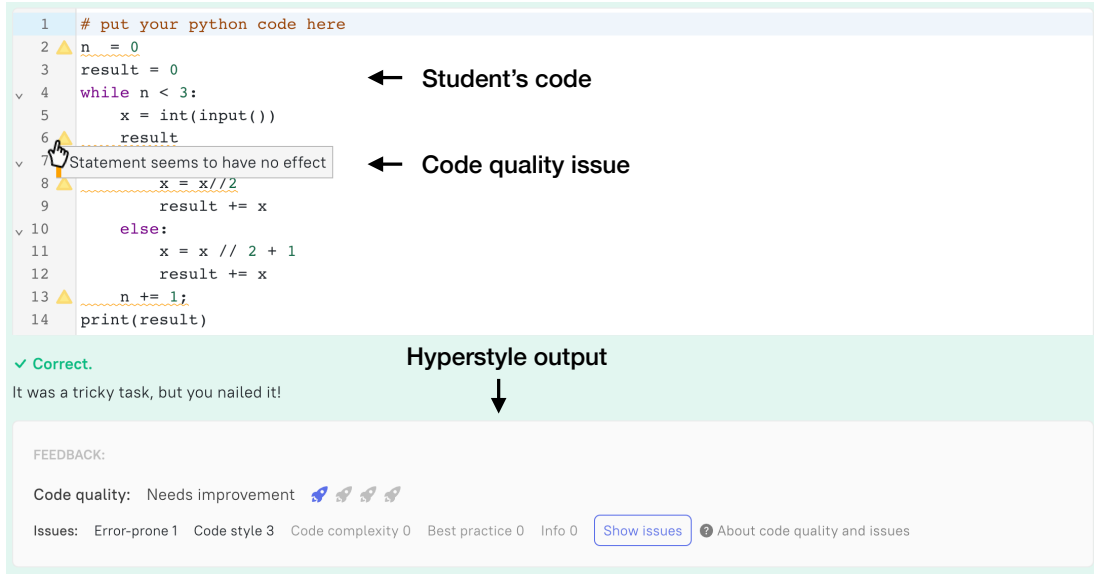 1 # put your python code here
2 n  = 0
3 result = 0
Student's code
4 while n < 3:
5     x = int(input())
6     result
7 Statement seems to have no effect
Code quality issue
8         x = x//2
9         result += x
10     else:
11         x = x // 2 + 1
12         result += x
13     n += 1;
14 print(result)
Correct.
Hyperstyle output
It was a tricky task, but you nailed it!
FEEDBACK:
Code quality: Needs improvement
Issues: Error-prone 1 Code style 3 Code complexity 0 Best practice 0 Info 0 Show issues ? About code quality and issues